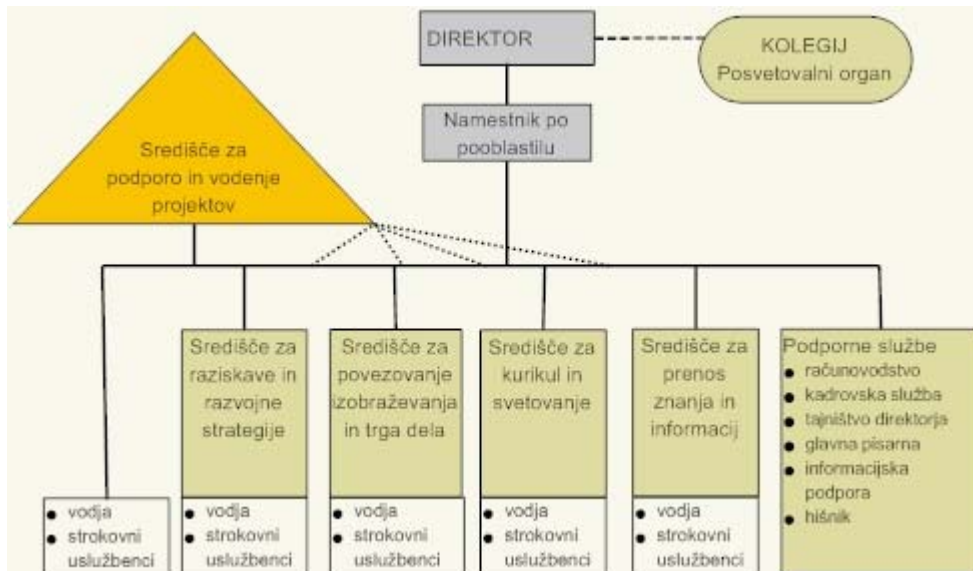 DIREKTOR
KOLEGIJ
Posvetovalni organ
Namestnik po
pooblastilu
Središče za
podporo in vodenje
projektov
Središče za
raziskave in
razvojne
strategije
Središče za
povezovanje
izobraževanja
in trga dela
Središče za
kurikul in
svetovanje
Središče za
prenos
znanja in
informacij
Podporne službe
● računovodstvo
● kadrovska služba
● tajništvo direktorja
● glavna pisarna
● informacijska
podpora
● hišnik
● vodja
● strokovni
uslužbenci
● vodja
● strokovni
uslužbenci
● vodja
● strokovni
uslužbenci
● vodja
● strokovni
uslužbenci
● vodja
● strokovni
uslužbenci